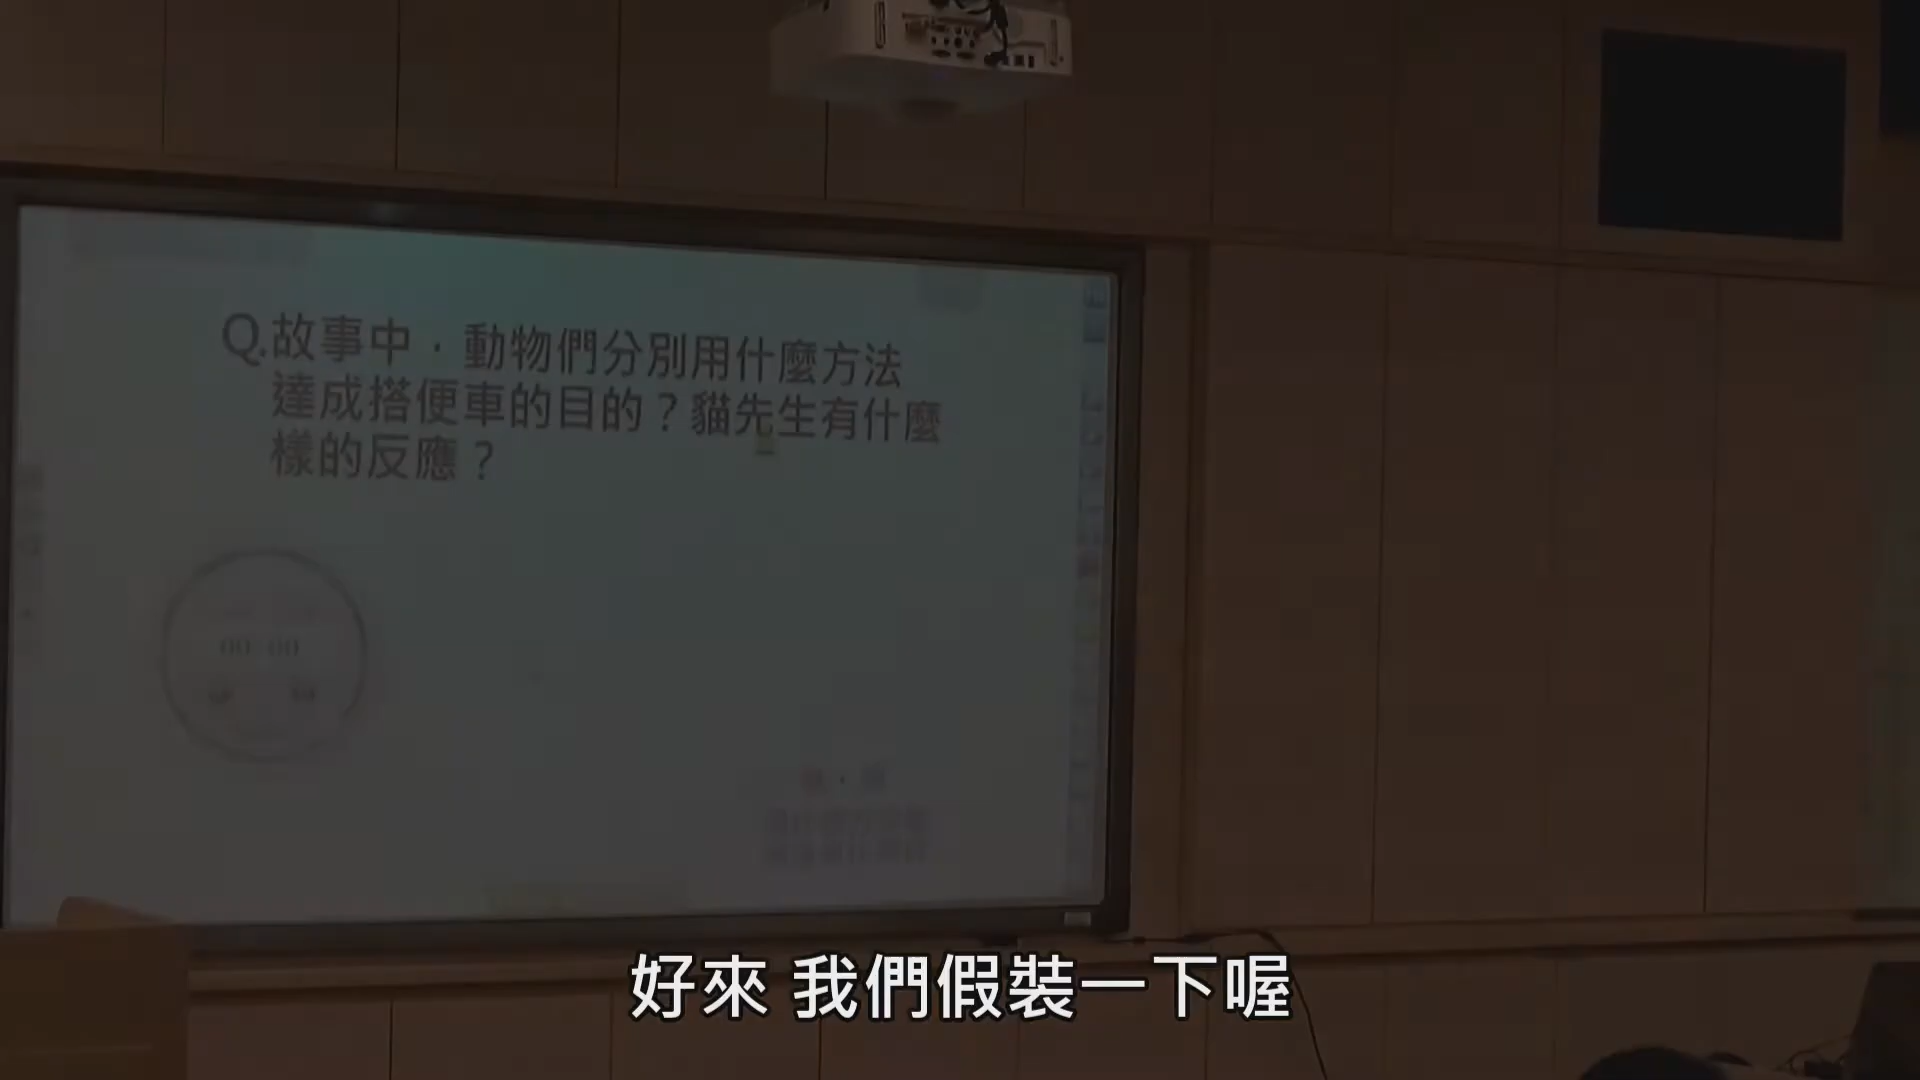 Q.故事中．動物們分別用什麼方法
達成搭便車的目的？貓先生有什麼
樣的反應？
00:00
好來 我們假裝一下喔